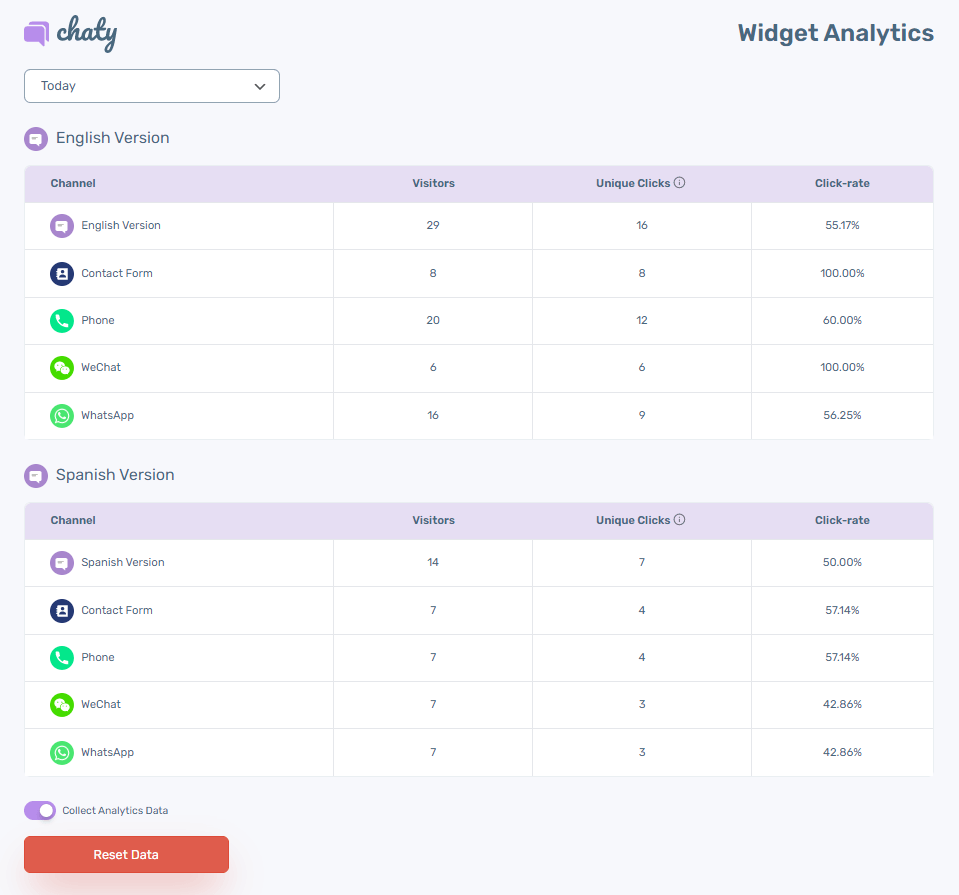 chaty
Widget Analytics
Today
English Version
Channel Visitors Unique Clicks Click-rate
English Version 29 16 55.17%
Contact Form 8 8 100.00%
Phone 20 12 60.00%
WeChat 6 6 100.00%
WhatsApp 16 9 56.25%
Spanish Version
Channel Visitors Unique Clicks Click-rate
Spanish Version 14 7 50.00%
Contact Form 7 4 57.14%
Phone 7 4 57.14%
WeChat 7 3 42.86%
WhatsApp 7 3 42.86%
Collect Analytics Data
Reset Data